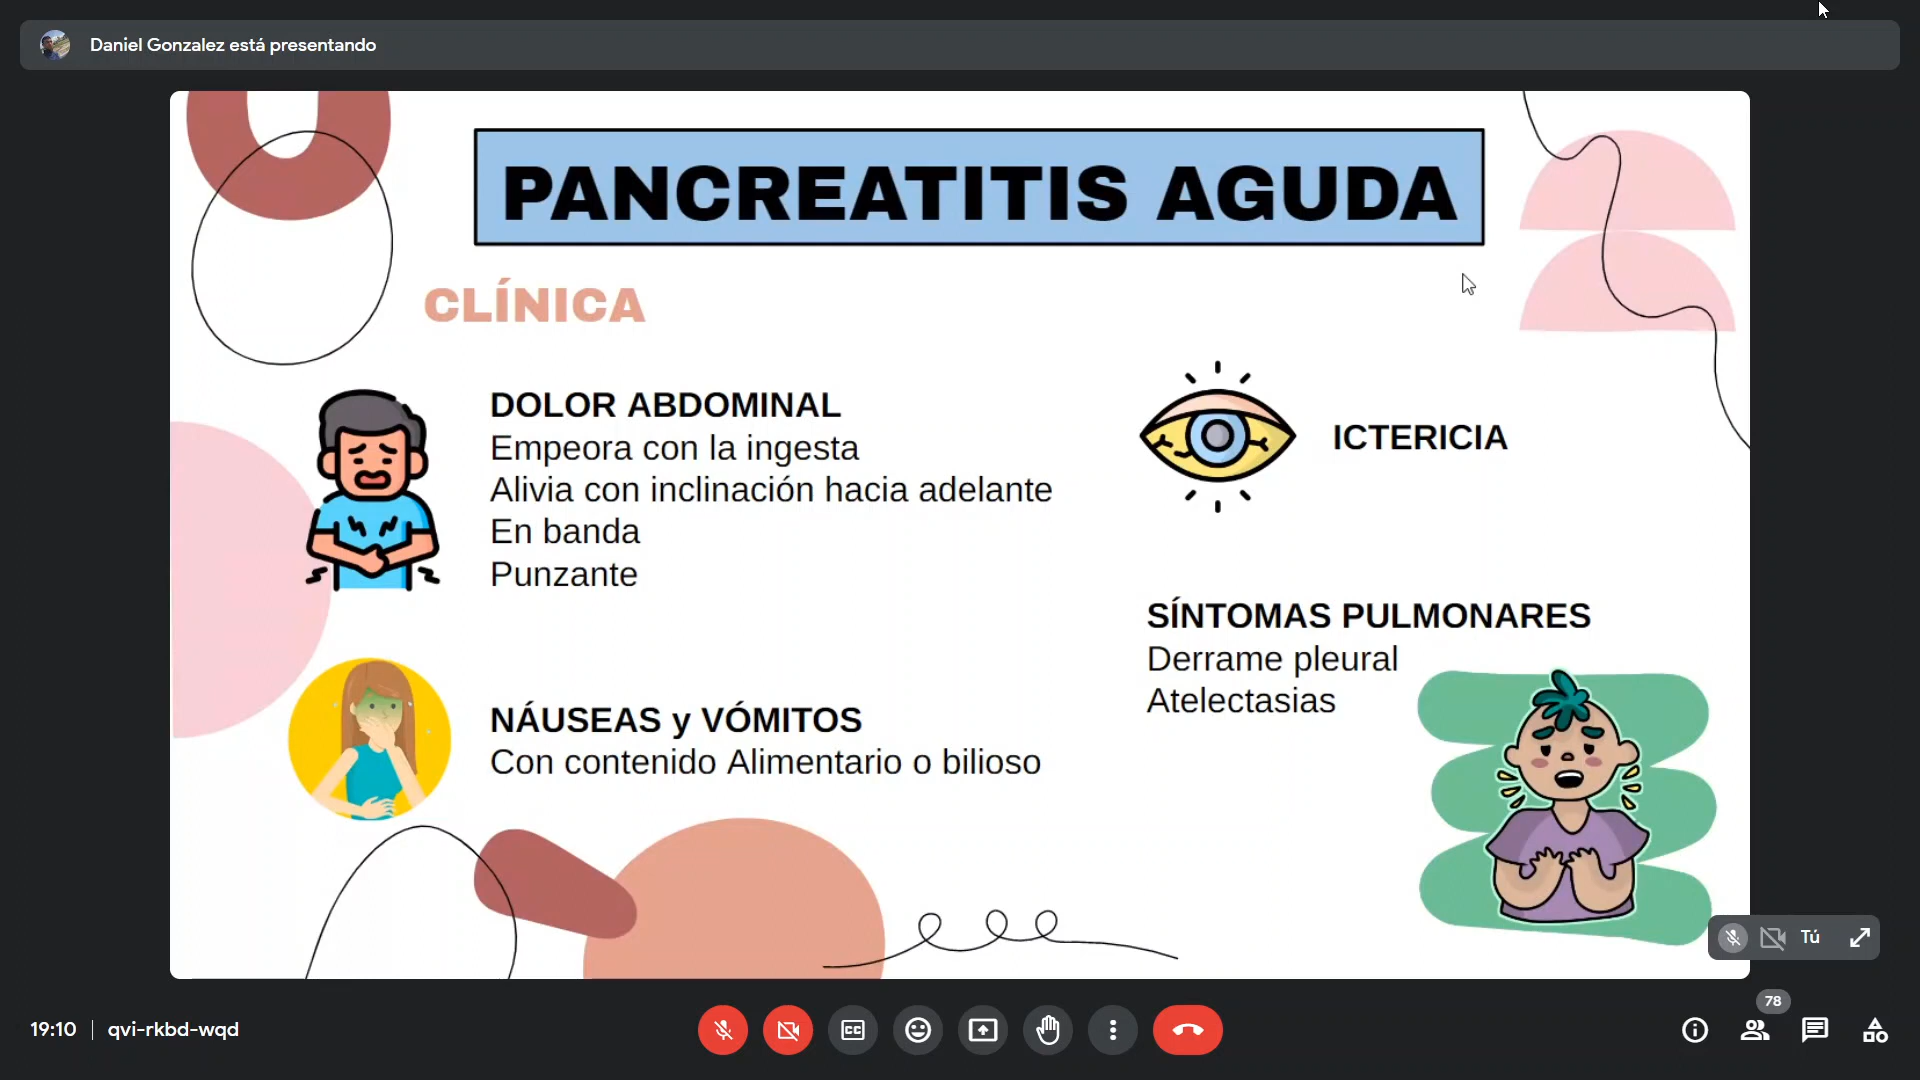 Daniel Gonzalez está presentando
PANCREATITIS AGUDA
CLÍNICA
DOLOR ABDOMINAL
Empeora con la ingesta
Alivia con inclinación hacia adelante
En banda
Punzante
NÁUSEAS y VÓMITOS
Con contenido Alimentario o bilioso
ICTERICIA
SÍNTOMAS PULMONARES
Derrame pleural
Atelectasias
Tú
19:10 | qvi-rkbd-wqd
78